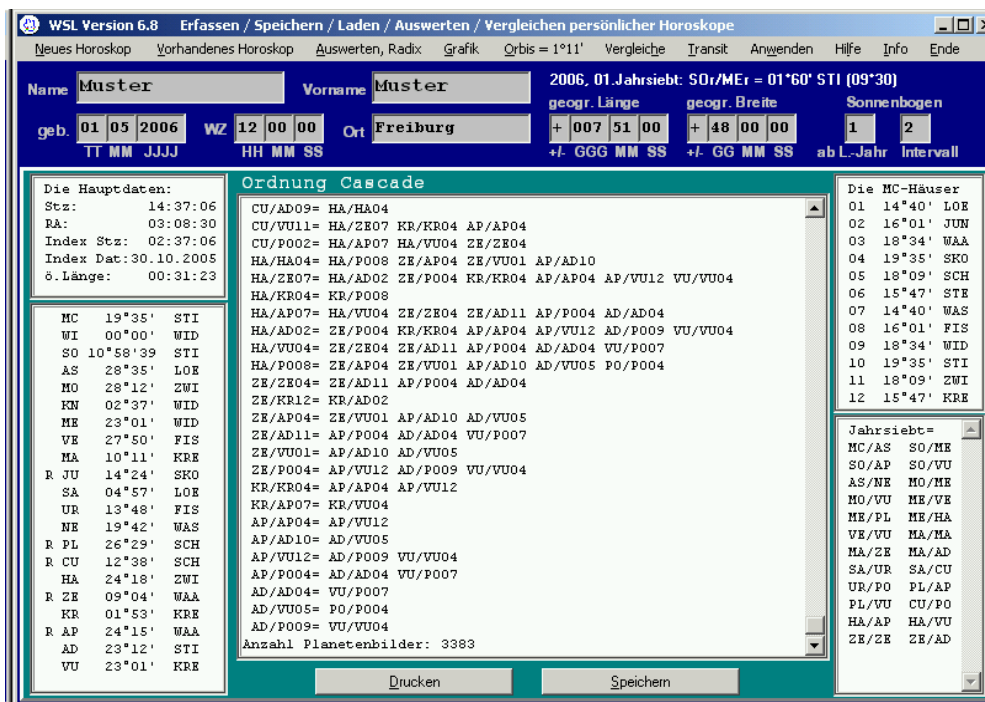 WSL Version 6.8 Erfassen / Speichern / Laden / Auswerten / Vergleichen persönlicher Horoskope
Neues Horoskop Vorhandenes Horoskop Auswerten, Radix Grafik Orbis = 1°11' Vergleiche Transit Anwenden Hilfe Info Ende
Name Muster Vorname Muster 2006, 01.Jahrsiebt: SOr/MEr = 01°60' STI (09°30)
geogr. Länge geogr. Breite Sonnenbogen
geb. 01 05 2006 WZ 12 00 00 Ort Freiburg + 007 51 00 + 48 00 00 1 2
TT MM JJJJ HH MM SS +/- GGG MM SS +/- GG MM SS ab L.-Jahr Intervall
Die Hauptdaten:
Stz: 14:37:06
RA: 03:08:30
Index Stz: 02:37:06
Index Dat:30.10.2005
ö.Länge: 00:31:23
MC 19°35' STI
WI 00°00' WID
SO 10°58'39 STI
AS 28°35' LOE
MO 28°12' ZWI
KN 02°37' WID
ME 23°01' WID
VE 27°50' FIS
MA 10°11' KRE
R JU 14°24' SKO
SA 04°57' LOE
UR 13°48' FIS
NE 19°42' WAS
R PL 26°29' SCH
R CU 12°38' SCH
HA 24°18' ZWI
R ZE 09°04' WAA
KR 01°53' KRE
R AP 24°15' WAA
AD 23°12' STI
VU 23°01' KRE
Ordnung Cascade
CU/AD09= HA/HA04
CU/VU11= HA/ZE07 KR/KR04 AP/AP04
CU/PO02= HA/AP07 HA/VU04 ZE/ZE04
HA/HA04= HA/PO08 ZE/AP04 ZE/VU01 AP/AD10
HA/ZE07= HA/AD02 ZE/PO04 KR/KR04 AP/AP04 AP/VU12 VU/VU04
HA/KR04= KR/PO08
HA/AP07= HA/VU04 ZE/ZE04 ZE/AD11 AP/PO04 AD/AD04
HA/AD02= ZE/PO04 KR/KR04 AP/AP04 AP/VU12 AD/PO09 VU/VU04
HA/VU04= ZE/ZE04 ZE/AD11 AP/PO04 AD/AD04 VU/PO07
HA/PO08= ZE/AP04 ZE/VU01 AP/AD10 AD/VU05 PO/PO04
ZE/ZE04= ZE/AD11 AP/PO04 AD/AD04
ZE/KR12= KR/AD02
ZE/AP04= ZE/VU01 AP/AD10 AD/VU05
ZE/AD11= AP/PO04 AD/AD04 VU/PO07
ZE/VU01= AP/AD10 AD/VU05
ZE/PO04= AP/VU12 AD/PO09 VU/VU04
KR/KR04= AP/AP04 AP/VU12
KR/AP07= KR/VU04
AP/AP04= AP/VU12
AP/AD10= AD/VU05
AP/VU12= AD/PO09 VU/VU04
AP/PO04= AD/AD04 VU/PO07
AD/AD04= VU/PO07
AD/VU05= PO/PO04
AD/PO09= VU/VU04
Anzahl Planetenbilder: 3383
Drucken Speichern
Die MC-Häuser
01 14°40' LOE
02 16°01' JUN
03 18°34' WAA
04 19°35' SKO
05 18°09' SCH
06 15°47' STE
07 14°40' WAS
08 16°01' FIS
09 18°34' WID
10 19°35' STI
11 18°09' ZWI
12 15°47' KRE
Jahrsiebt=
MC/AS SO/ME
SO/AP SO/VU
AS/NE MO/ME
MO/VU ME/VE
ME/PL ME/HA
VE/VU MA/MA
MA/ZE MA/AD
SA/UR SA/CU
UR/PO PL/AP
PL/VU CU/PO
HA/AP HA/VU
ZE/ZE ZE/AD